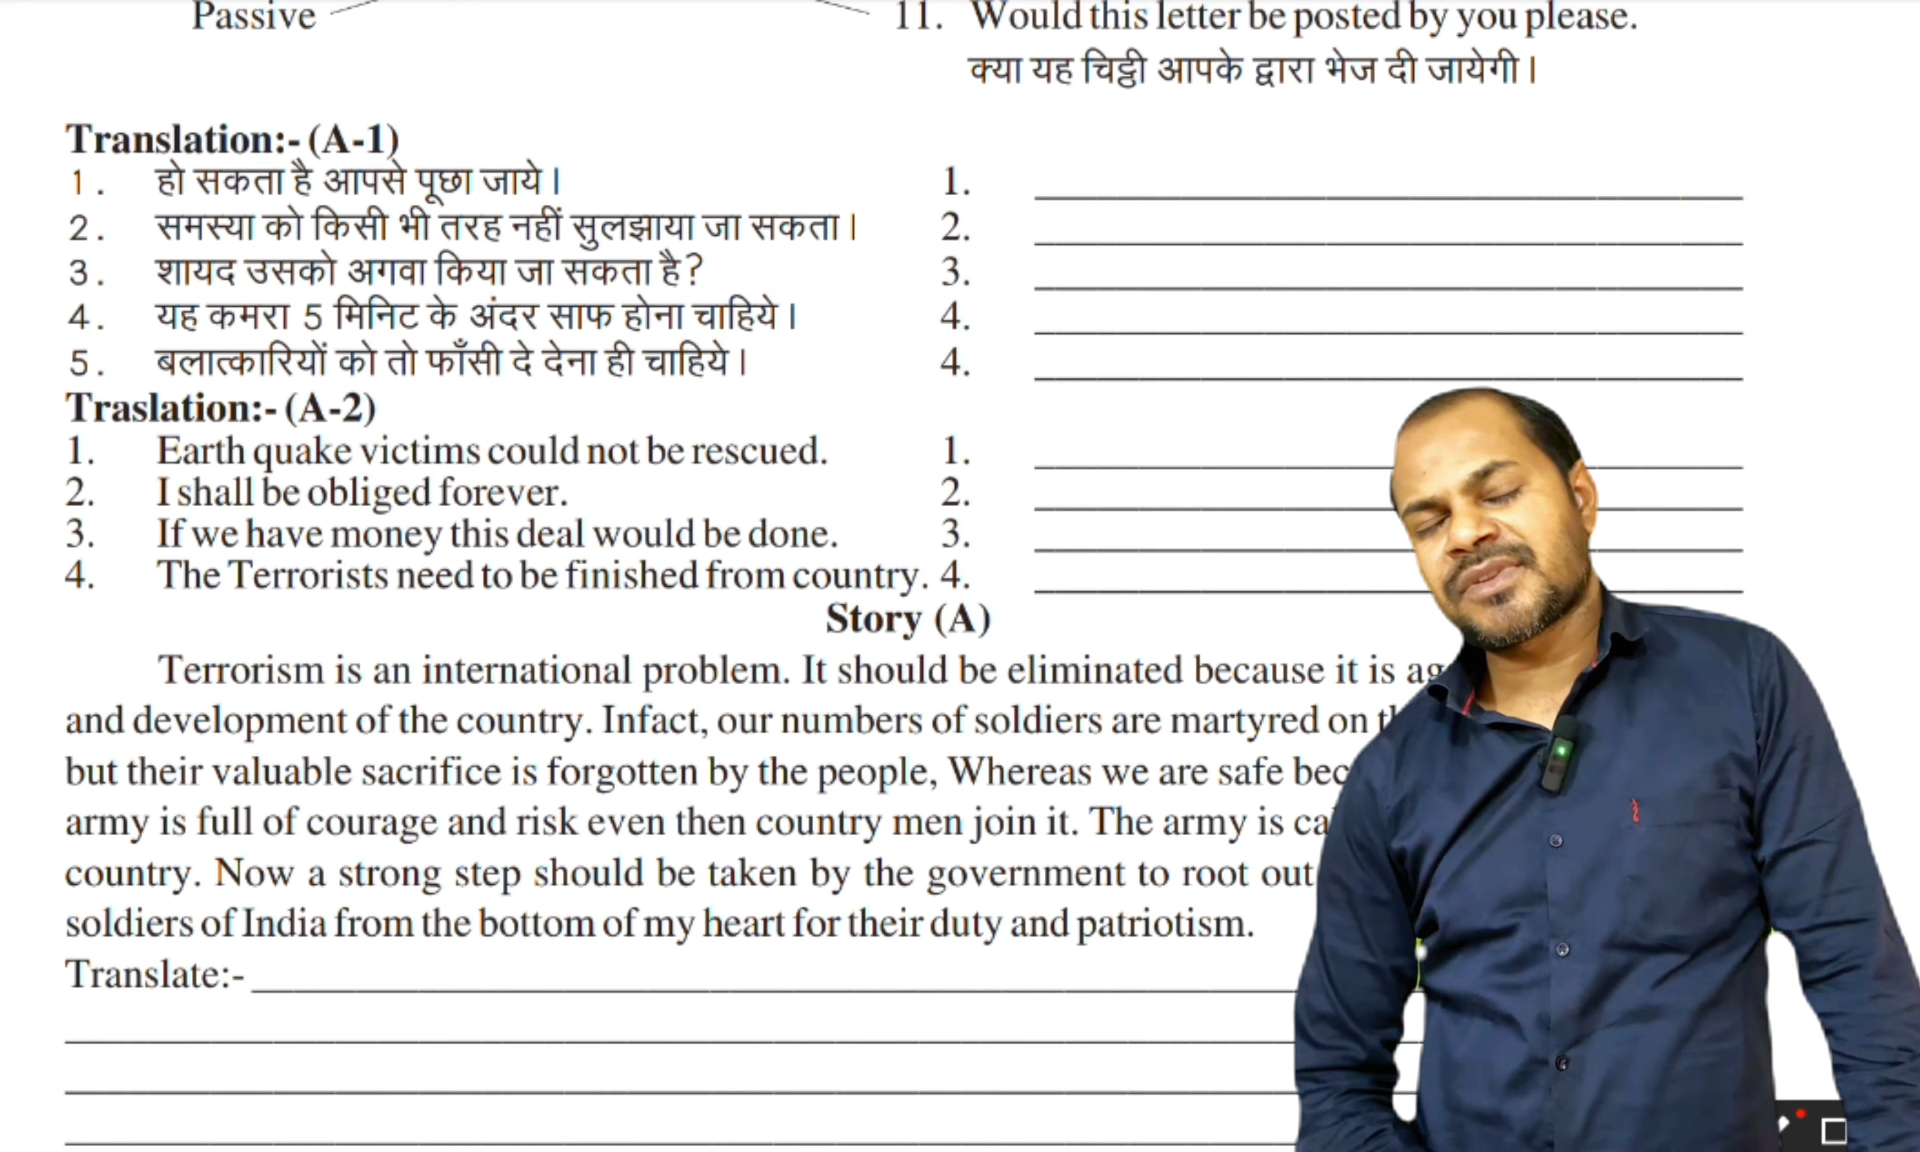 Passive
11. Would this letter be posted by you please.
क्या यह चिट्ठी आपके द्वारा भेज दी जायेगी।
Translation:- (A-1)
1. हो सकता है आपसे पूछा जाये। 1.
2. समस्या को किसी भी तरह नहीं सुलझाया जा सकता। 2.
3. शायद उसको अगवा किया जा सकता है? 3.
4. यह कमरा 5 मिनिट के अंदर साफ होना चाहिये। 4.
5. बलात्कारियों को तो फाँसी दे देना ही चाहिये। 4.
Traslation:- (A-2)
1. Earth quake victims could not be rescued. 1.
2. I shall be obliged forever. 2.
3. If we have money this deal would be done. 3.
4. The Terrorists need to be finished from country. 4.
Story (A)
Terrorism is an international problem. It should be eliminated because it is
and development of the country. Infact, our numbers of soldiers are martyred on
but their valuable sacrifice is forgotten by the people, Whereas we are safe
army is full of courage and risk even then country men join it. The army is
country. Now a strong step should be taken by the government to root out
soldiers of India from the bottom of my heart for their duty and patriotism.
Translate:-